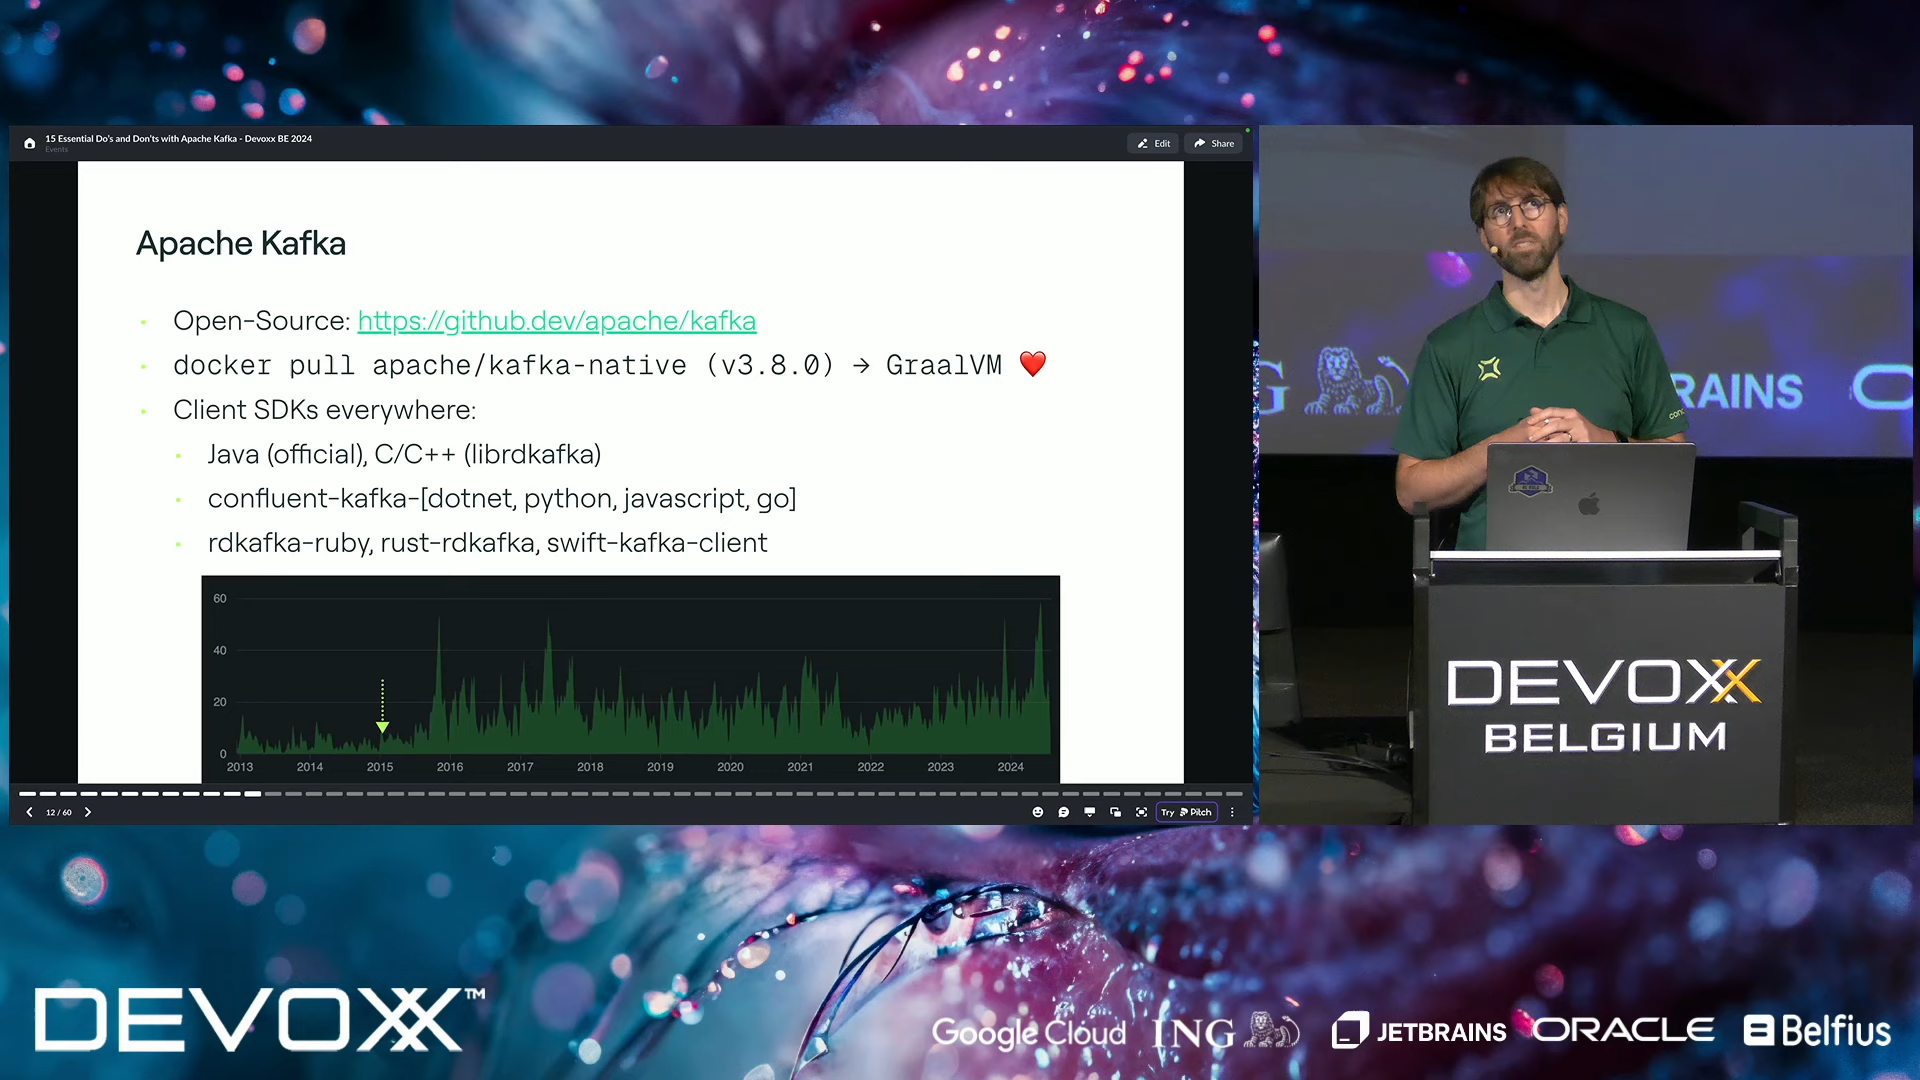 15 Essential Do's and Don'ts with Apache Kafka - Devoxx BE 2024
Events
Edit
Share
Apache Kafka
Open-Source: https://github.dev/apache/kafka
docker pull apache/kafka-native (v3.8.0) → GraalVM ❤️
Client SDKs everywhere:
Java (official), C/C++ (librdkafka)
confluent-kafka-[dotnet, python, javascript, go]
rdkafka-ruby, rust-rdkafka, swift-kafka-client
60
40
20
0
2013 2014 2015 2016 2017 2018 2019 2020 2021 2022 2023 2024
12 / 60
Try Pitch
G
RAINS
DEVOXX
BELGIUM
DEVOXX™
Google Cloud
ING
JETBRAINS
ORACLE
Belfius